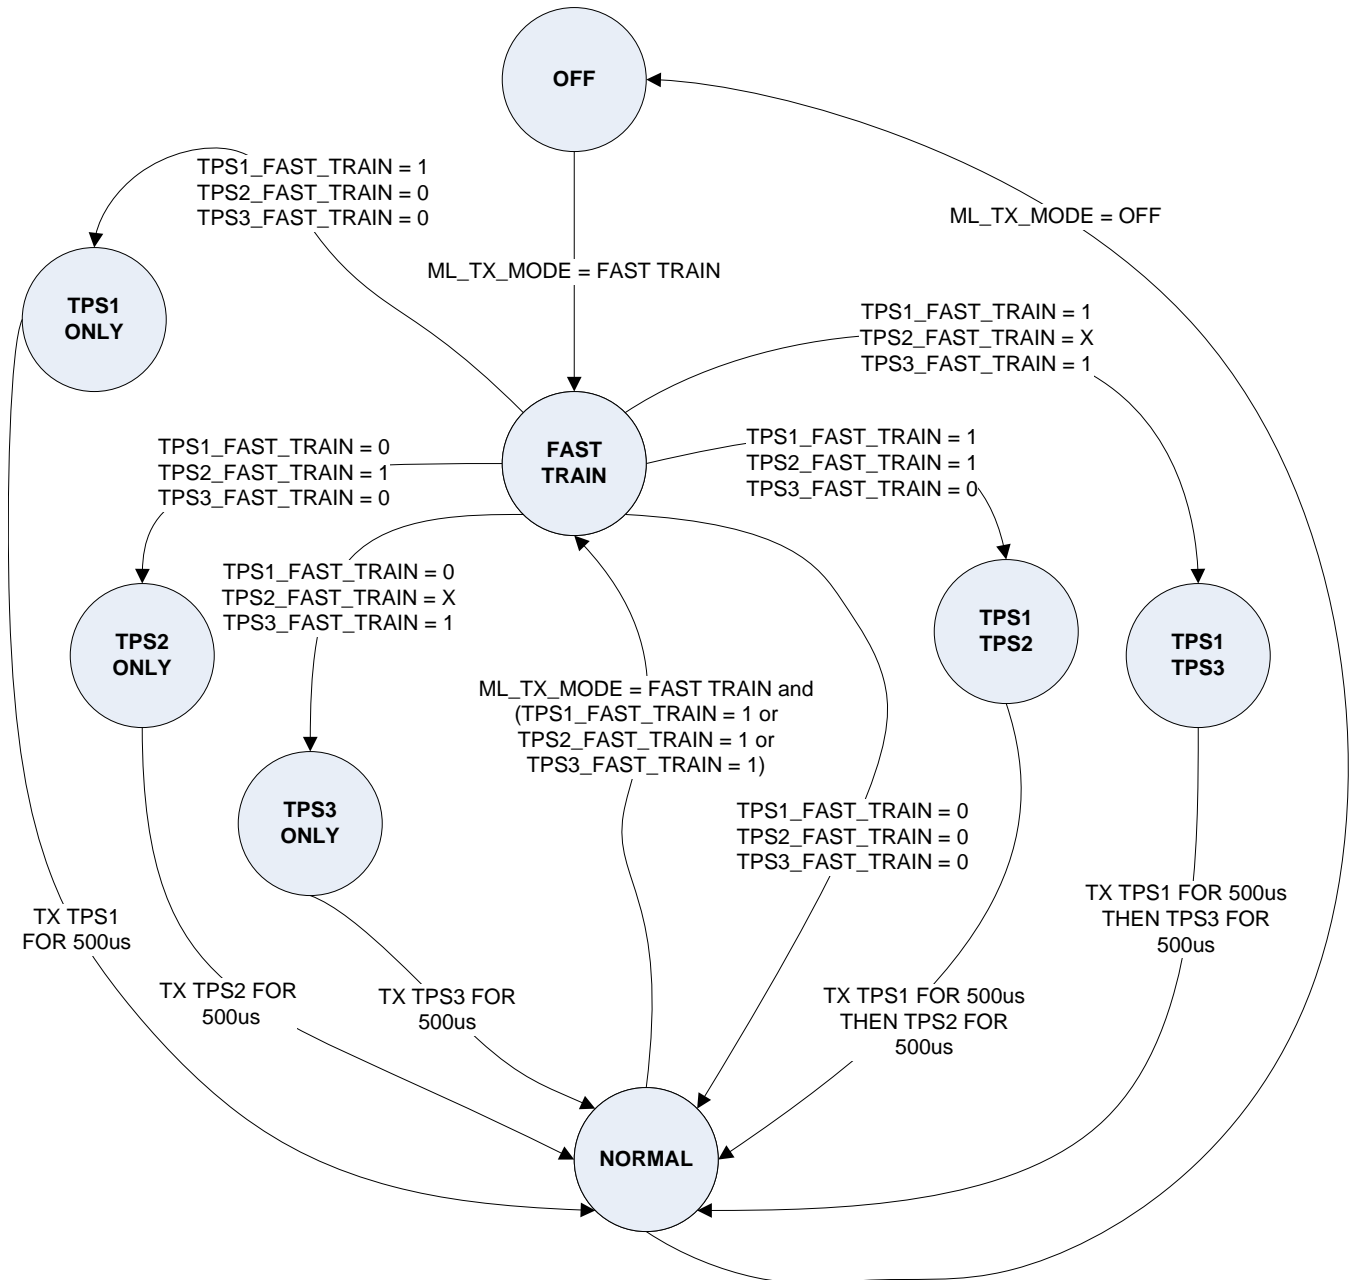 OFF
TPS1_FAST_TRAIN = 1
TPS2_FAST_TRAIN = 0
TPS3_FAST_TRAIN = 0
ML_TX_MODE = OFF
ML_TX_MODE = FAST TRAIN
TPS1
ONLY
TPS1_FAST_TRAIN = 1
TPS2_FAST_TRAIN = X
TPS3_FAST_TRAIN = 1
FAST
TRAIN
TPS1_FAST_TRAIN = 0
TPS2_FAST_TRAIN = 1
TPS3_FAST_TRAIN = 0
TPS1_FAST_TRAIN = 1
TPS2_FAST_TRAIN = 1
TPS3_FAST_TRAIN = 0
TPS1_FAST_TRAIN = 0
TPS2_FAST_TRAIN = X
TPS3_FAST_TRAIN = 1
TPS2
ONLY
TPS1
TPS2
TPS1
TPS3
ML_TX_MODE = FAST TRAIN and
(TPS1_FAST_TRAIN = 1 or
TPS2_FAST_TRAIN = 1 or
TPS3_FAST_TRAIN = 1)
TPS3
ONLY
TPS1_FAST_TRAIN = 0
TPS2_FAST_TRAIN = 0
TPS3_FAST_TRAIN = 0
TX TPS1
FOR 500us
TX TPS1 FOR 500us
THEN TPS3 FOR
500us
TX TPS2 FOR
500us
TX TPS3 FOR
500us
TX TPS1 FOR 500us
THEN TPS2 FOR
500us
NORMAL